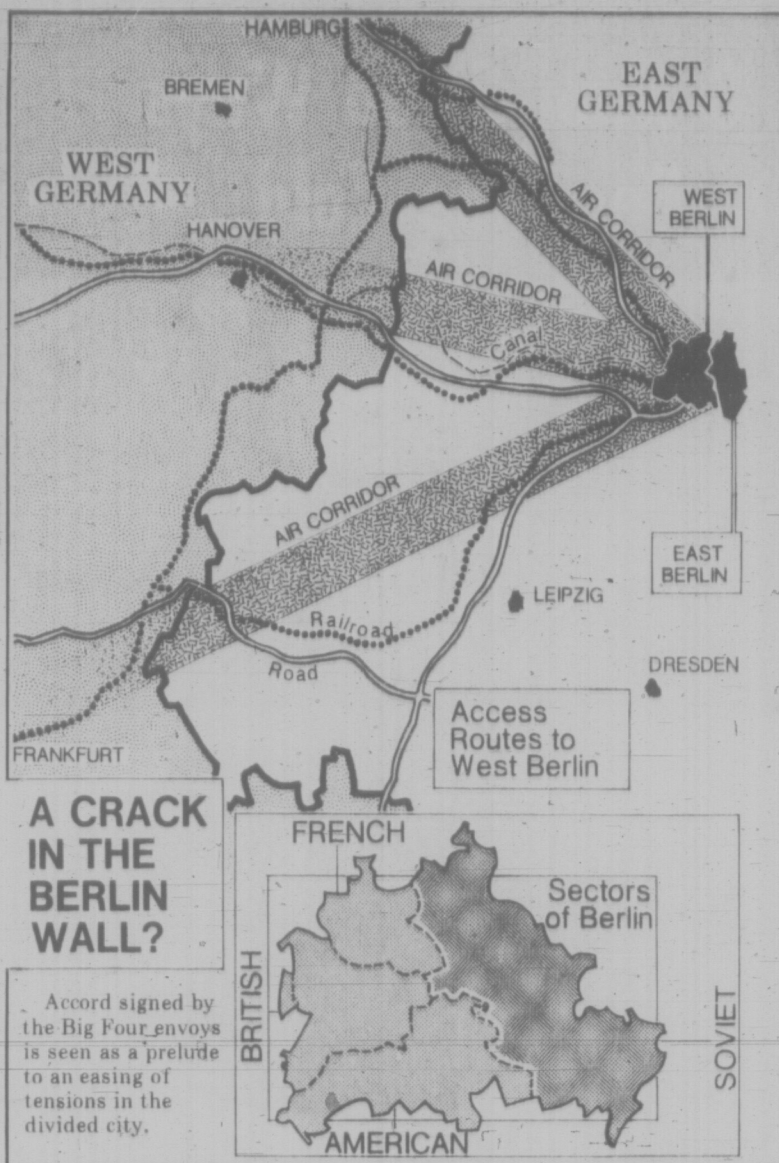 HAMBURG
BREMEN
EAST
GERMANY
WEST
GERMANY
AIR CORRIDOR
WEST
BERLIN
HANOVER
AIR CORRIDOR
Canal
AIR CORRIDOR
EAST
BERLIN
LEIPZIG
Railroad
Road
DRESDEN
Access
Routes to
West Berlin
FRANKFURT
A CRACK
IN THE
BERLIN
WALL?
Accord signed by
the Big Four envoys
is seen as a prelude
to an easing of
tensions in the
divided city.
FRENCH
Sectors
of Berlin
BRITISH
SOVIET
AMERICAN